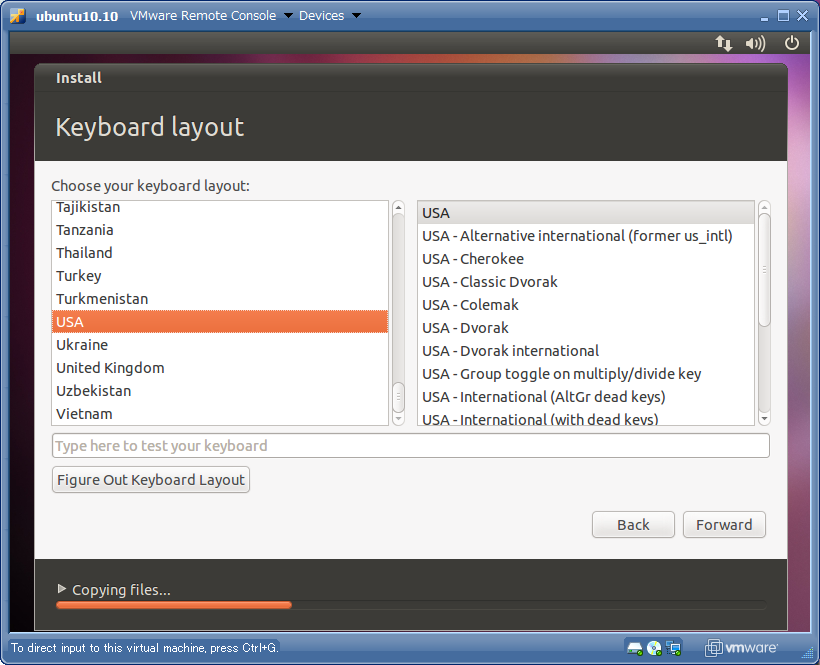 ubuntu10.10 VMware Remote Console Devices
Install
Keyboard layout
Choose your keyboard layout:
Tajikistan
Tanzania
Thailand
Turkey
Turkmenistan
USA
Ukraine
United Kingdom
Uzbekistan
Vietnam
USA
USA - Alternative international (former us_intl)
USA - Cherokee
USA - Classic Dvorak
USA - Colemak
USA - Dvorak
USA - Dvorak international
USA - Group toggle on multiply/divide key
USA - International (AltGr dead keys)
USA - International (with dead keys)
Type here to test your keyboard
Figure Out Keyboard Layout
Back Forward
Copying files...
To direct input to this virtual machine, press Ctrl+G.
vmware